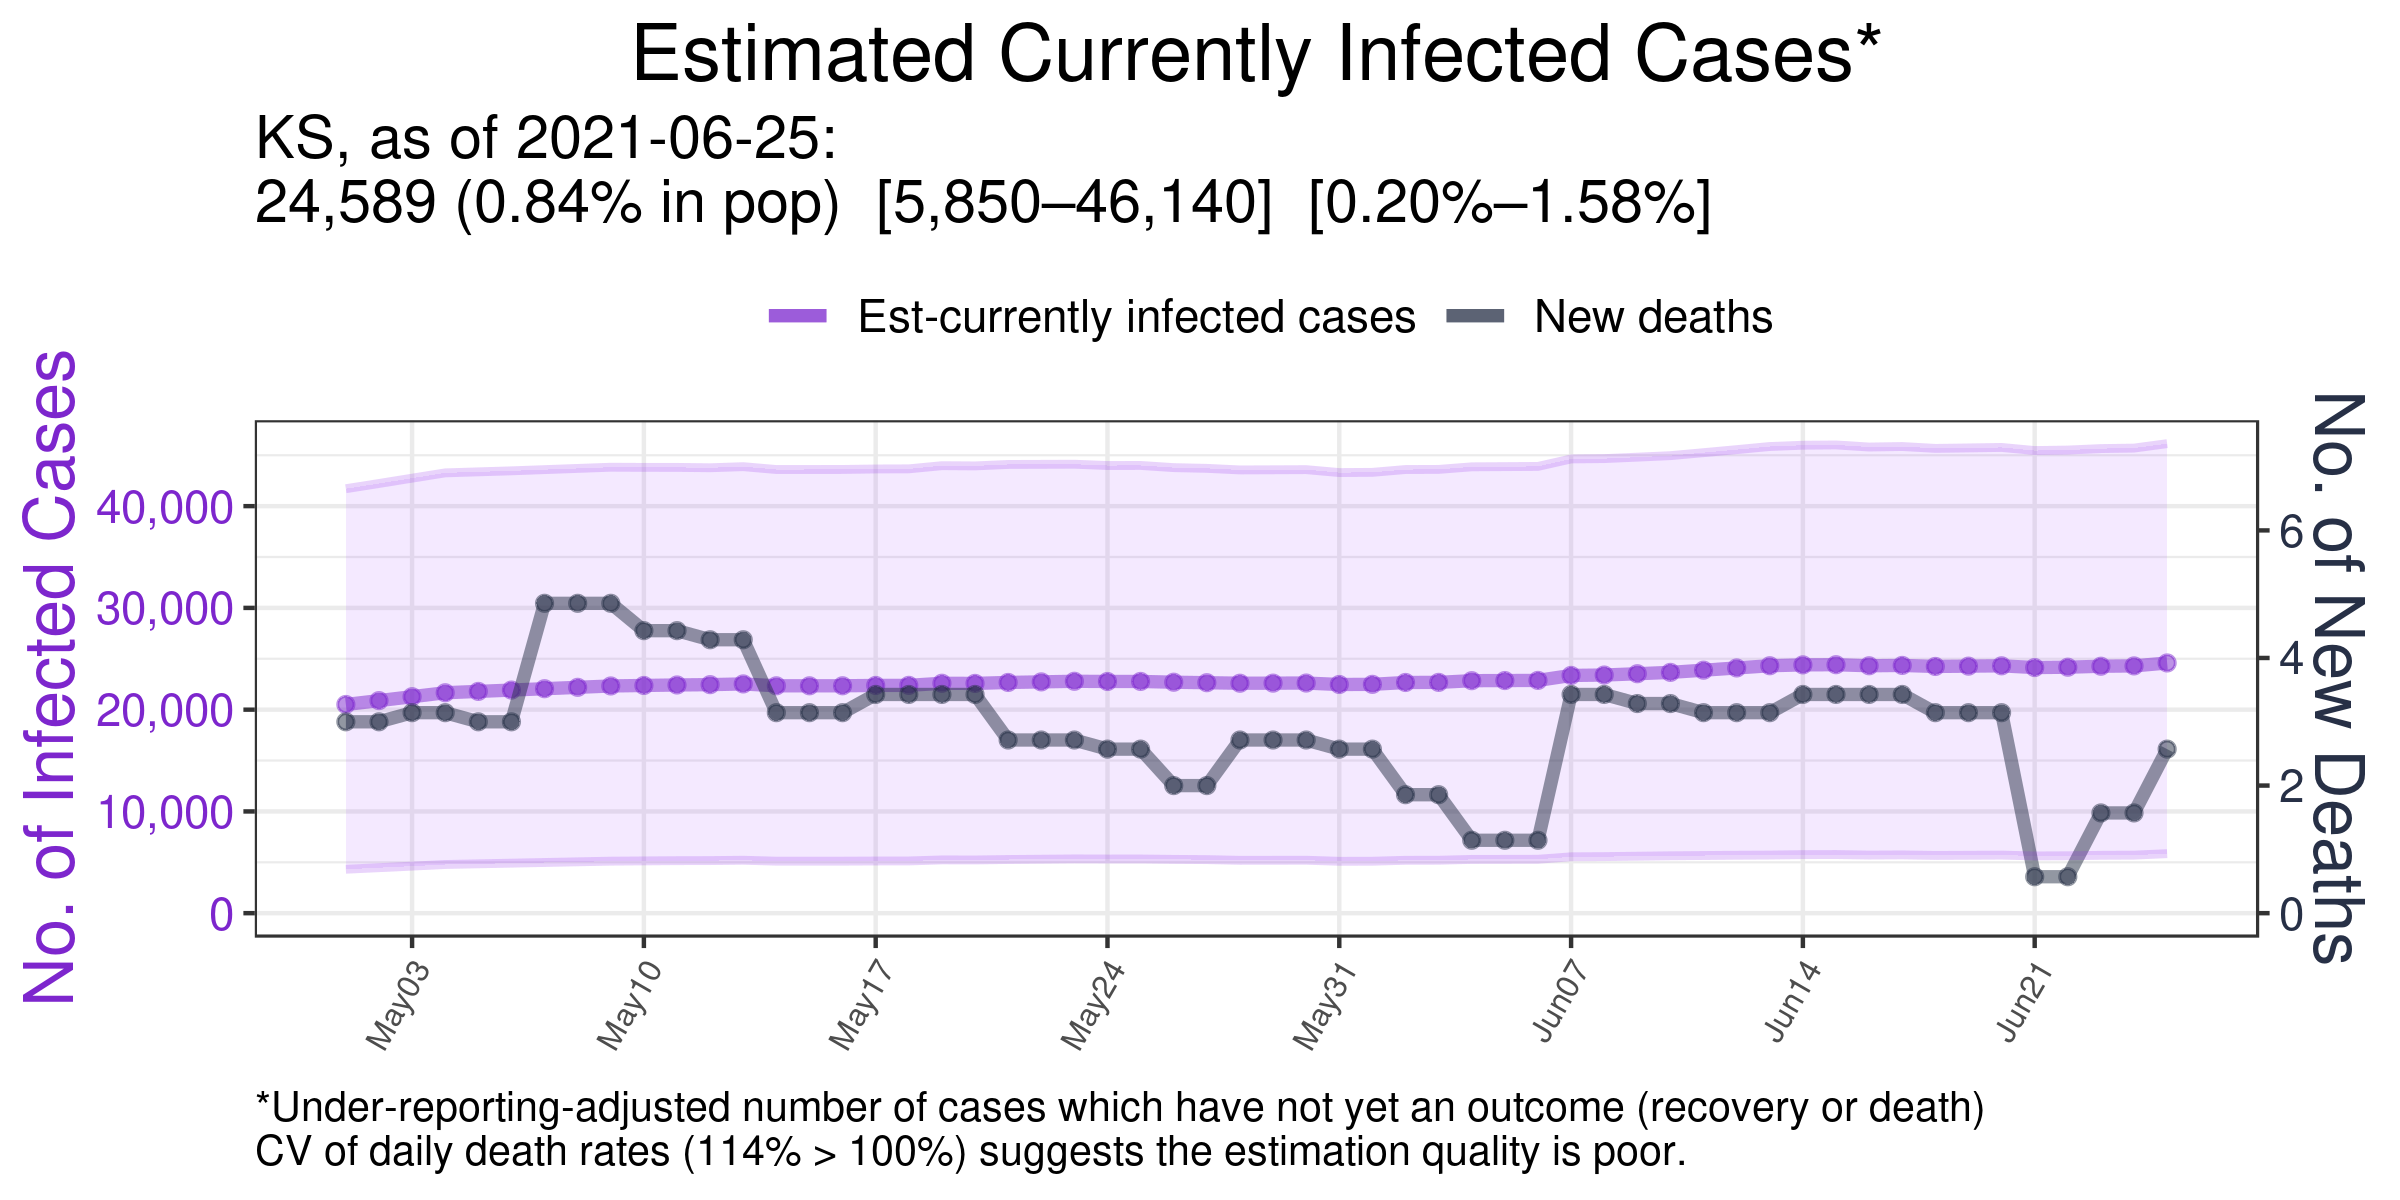 Estimated Currently Infected Cases*
KS, as of 2021-06-25:
24,589 (0.84% in pop)  [5,850–46,140]  [0.20%–1.58%]
Est-currently infected cases
New deaths
No. of Infected Cases
40,000
30,000
20,000
10,000
0
No. of New Deaths
6
4
2
0
May03
May10
May17
May24
May31
Jun07
Jun14
Jun21
*Under-reporting-adjusted number of cases which have not yet an outcome (recovery or death)
CV of daily death rates (114% > 100%) suggests the estimation quality is poor.